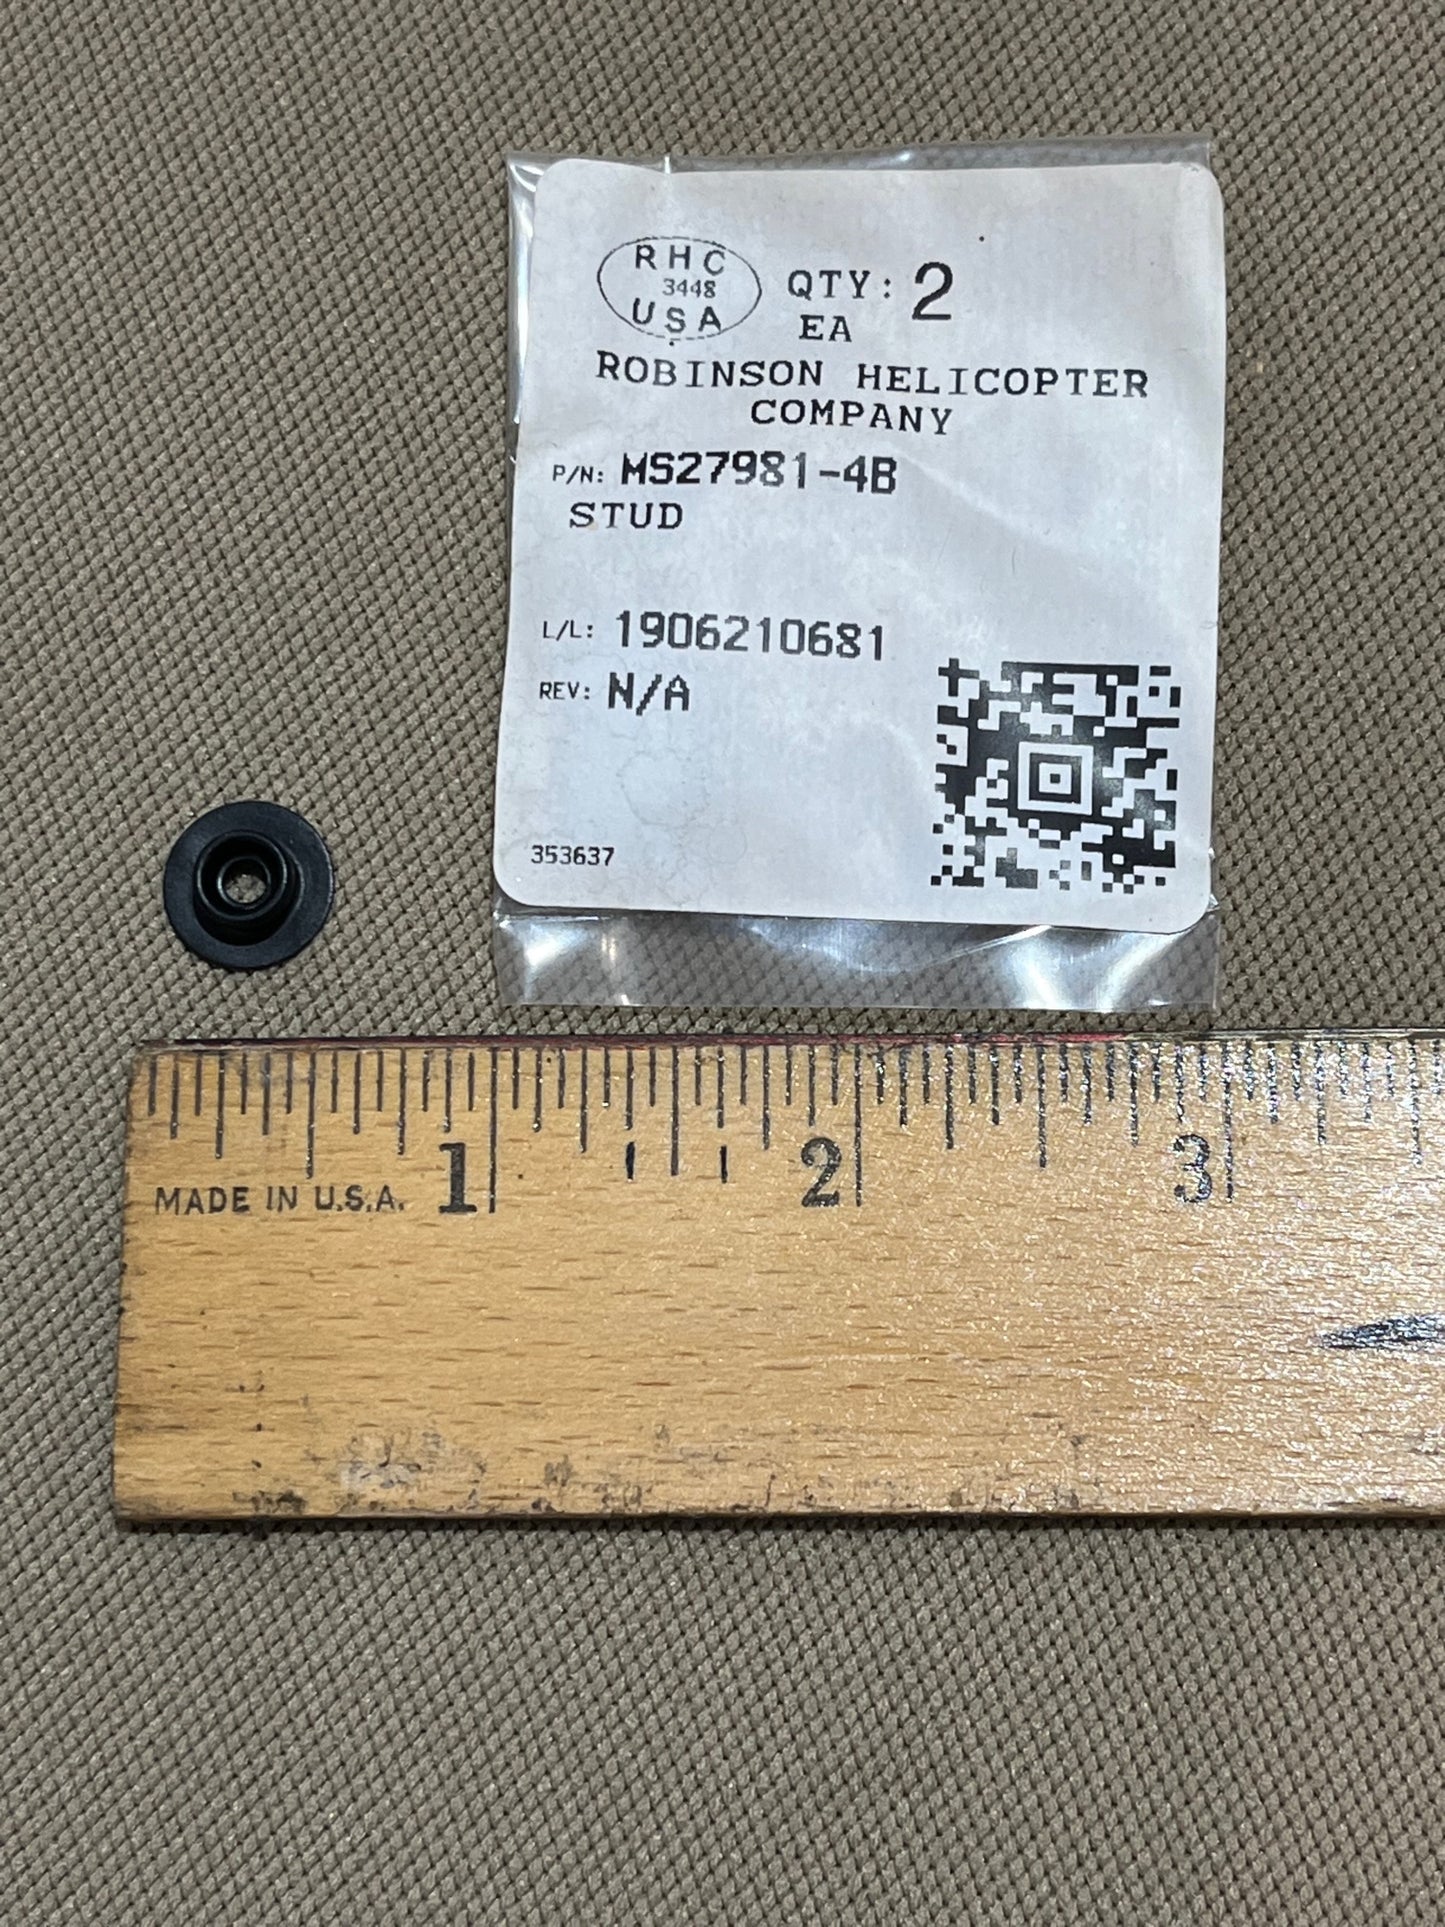 RHC
3448
USA
QTY: 2
EA
ROBINSON HELICOPTER
COMPANY
P/N: MS27981-4B
STUD
L/L: 1906210681
REV: N/A
353637
1 2 3
MADE IN U.S.A.